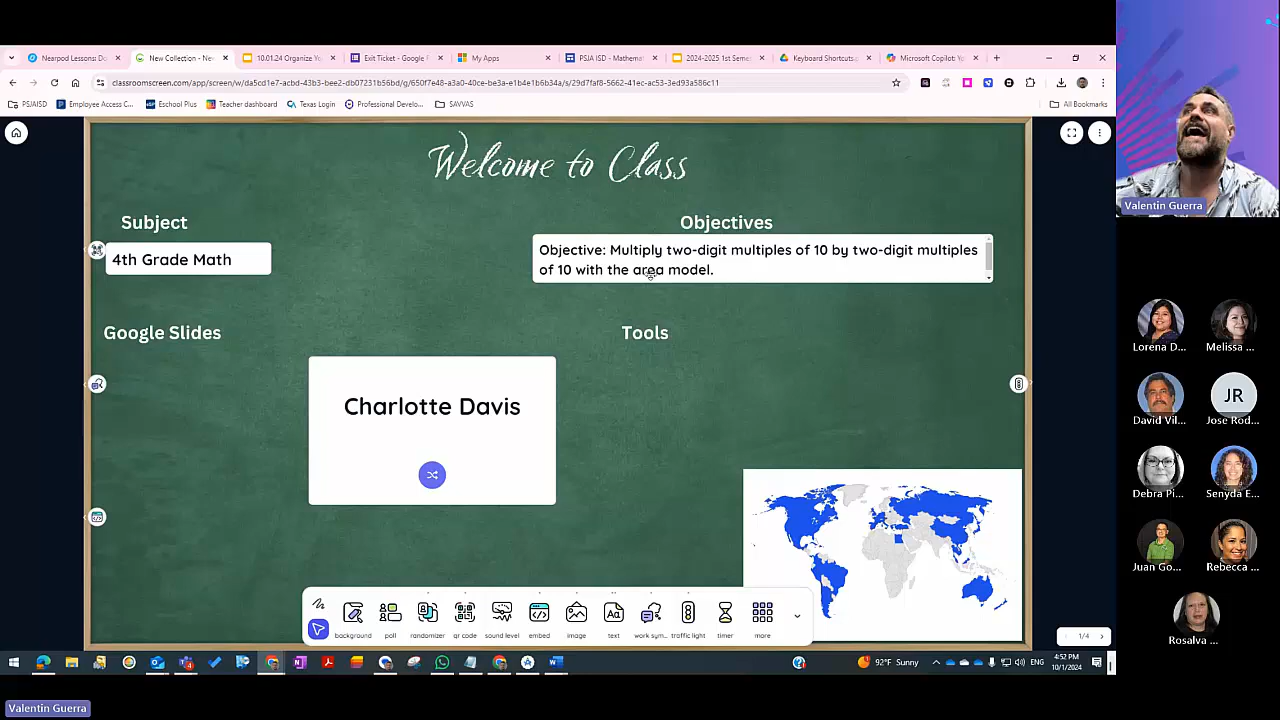 Nearpod Lessons: Do
New Collection -
10.01.24 Organize Yo
Exit Ticket - Google F
My Apps
PSJA ISD - Mathema
2024-2025 1st Seme
Keyboard Shortcuts.
Microsoft Copilot: Yo
classroomscreen.com/app/screen/w/da5cd1e7-acbd-43b3-bee2-db07231b56bd/g/650f7e48-a3a0-40ce-be3a-e1b4e1b6b34a/s/29d7faf8-5662-41ec-ac53-3ed93a586c11
PSJAISD
Employee Access C...
Eschool Plus
Teacher dashboard
Texas Login
Professional Develo...
SAVVAS
All Bookmarks
Welcome to Class
Subject
Objectives
4th Grade Math
Objective: Multiply two-digit multiples of 10 by two-digit multiples
of 10 with the area model.
Google Slides
Tools
Charlotte Davis
background
poll
randomizer
qr code
sound level
embed
image
Aa
text
work sym...
traffic light
timer
more
1/4
92°F Sunny
ENG
4:52 PM
10/1/2024
Valentin Guerra
Lorena D...
Melissa ...
David Vil...
JR
Jose Rod...
Debra Pi...
Senyda E...
Juan Go...
Rebecca ...
Rosalva ...
Valentin Guerra